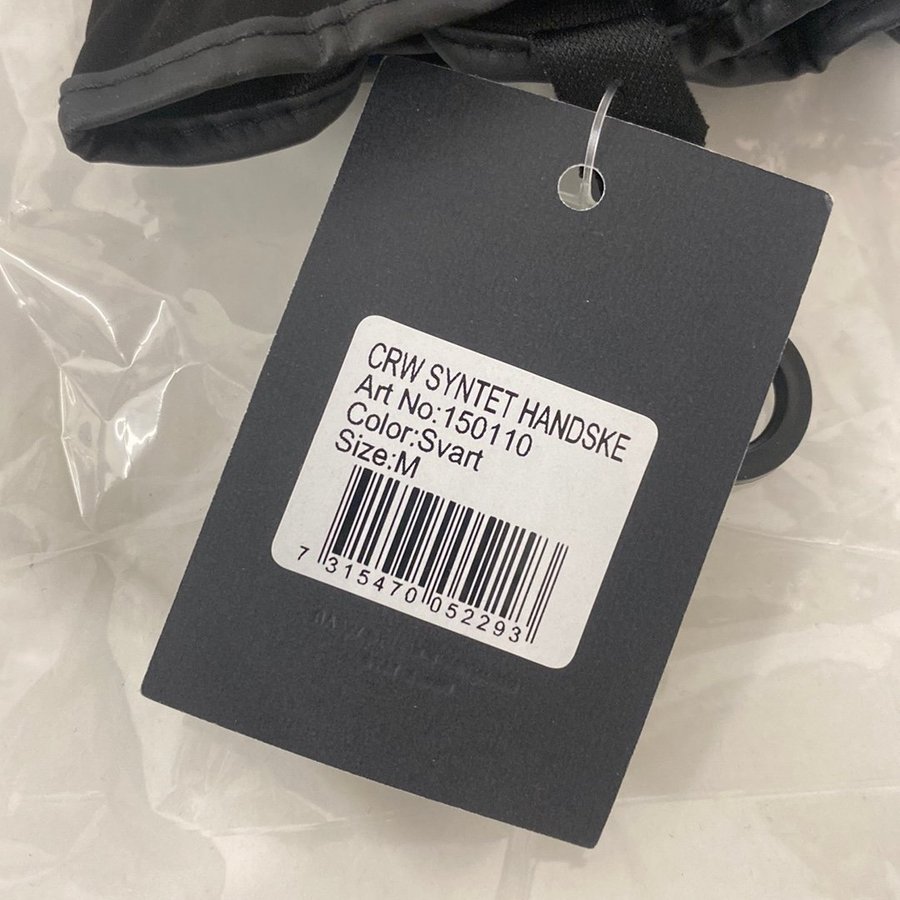 CRW SYNTET HANDSKE
Art No:150110
Color:Svart
Size:M
7 315470 052293